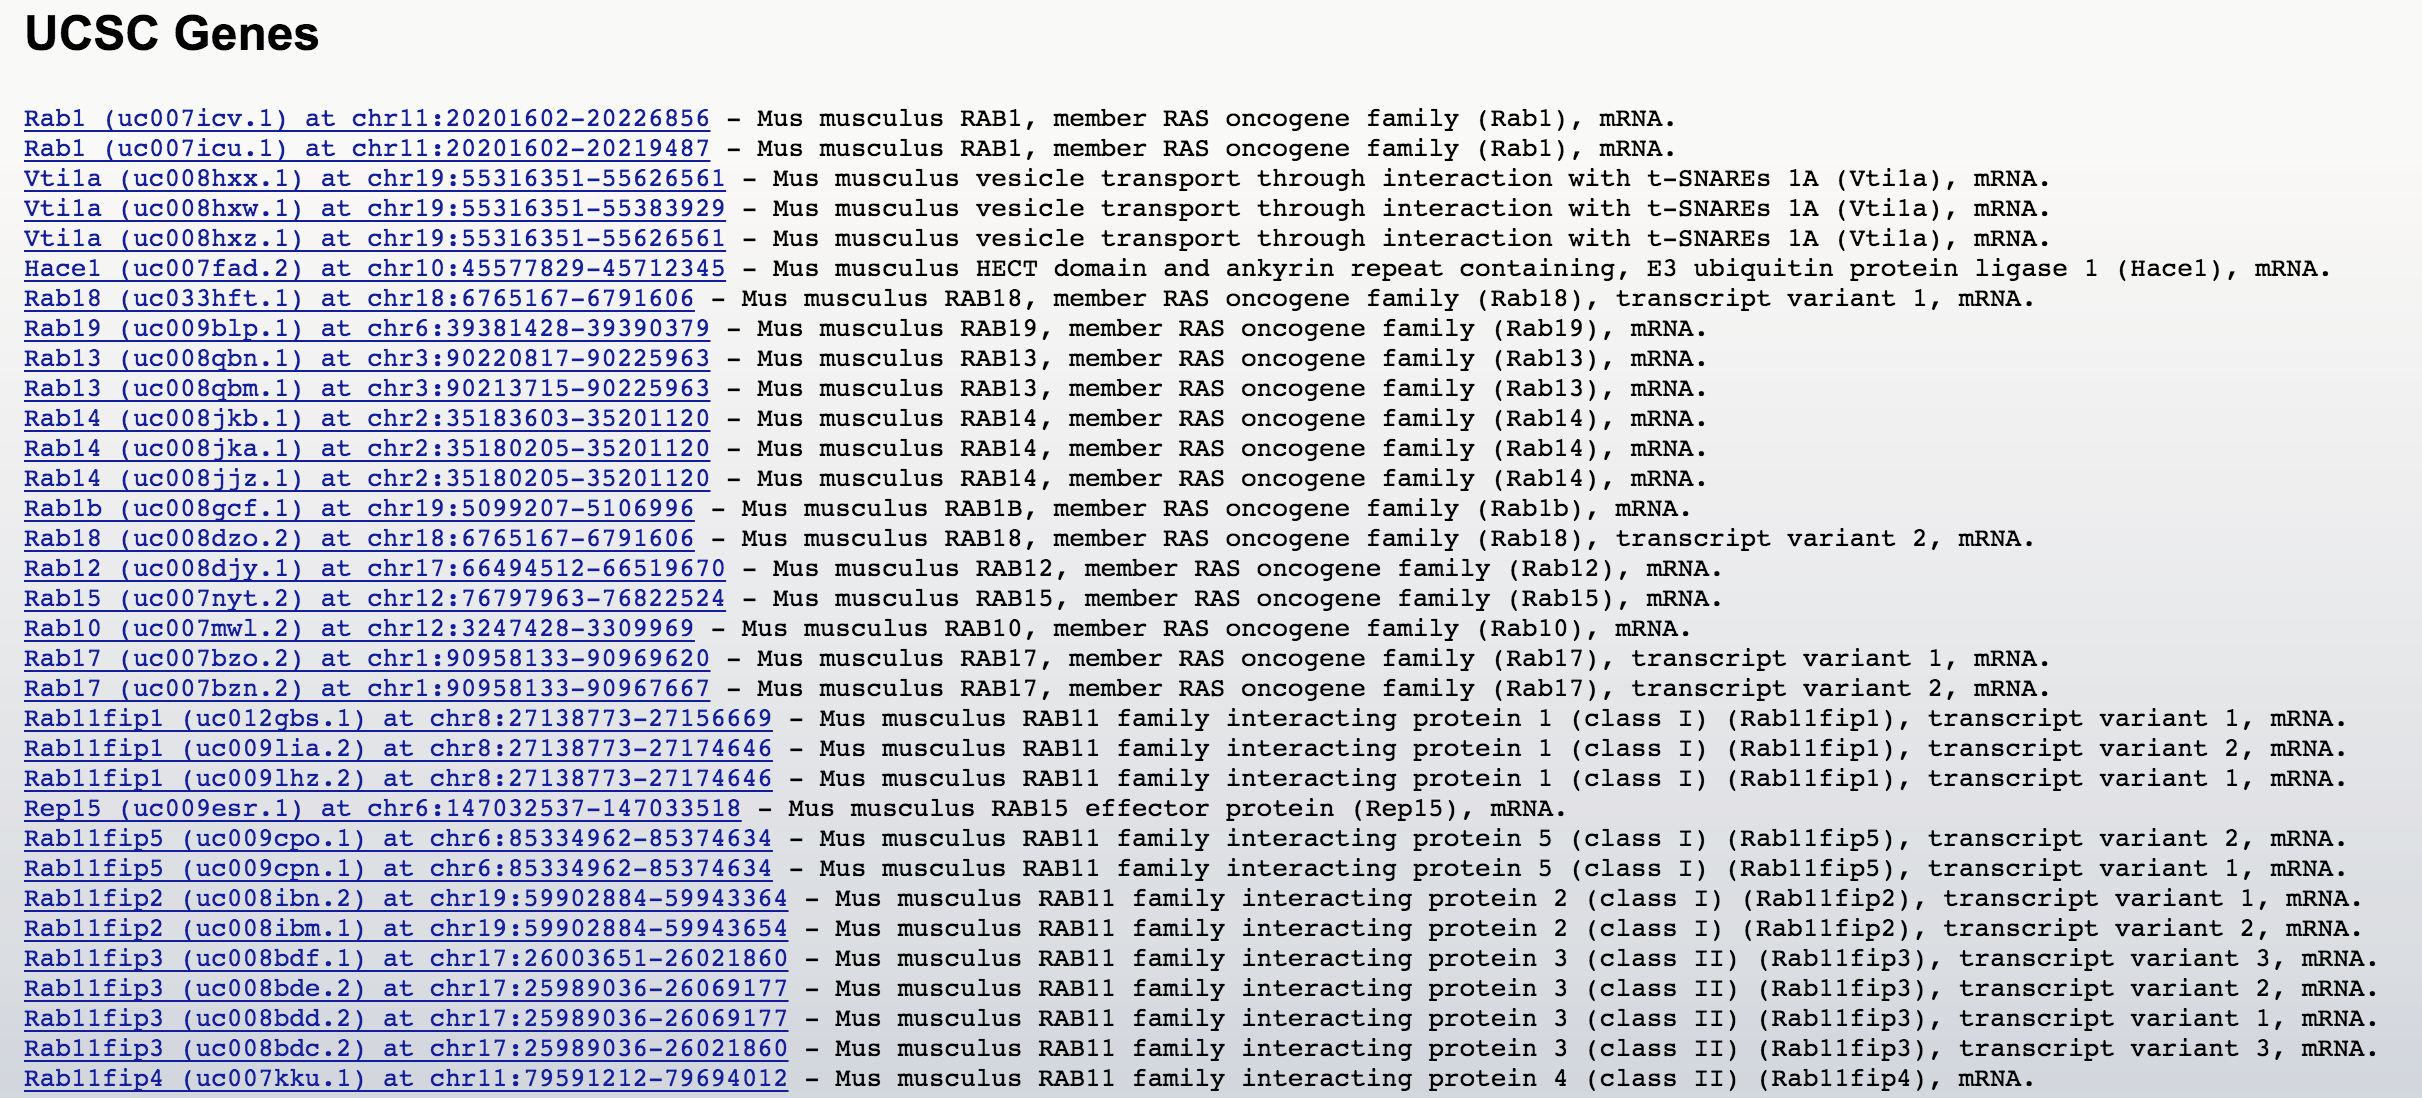 UCSC Genes
Rab1 (uc007icv.1) at chr11:20201602-20226856 - Mus musculus RAB1, member RAS oncogene family (Rab1), mRNA.
Rab1 (uc007icu.1) at chr11:20201602-20219487 - Mus musculus RAB1, member RAS oncogene family (Rab1), mRNA.
Vti1a (uc008hxx.1) at chr19:55316351-55626561 - Mus musculus vesicle transport through interaction with t-SNAREs 1A (Vti1a), mRNA.
Vti1a (uc008hxw.1) at chr19:55316351-55383929 - Mus musculus vesicle transport through interaction with t-SNAREs 1A (Vti1a), mRNA.
Vti1a (uc008hxz.1) at chr19:55316351-55626561 - Mus musculus vesicle transport through interaction with t-SNAREs 1A (Vti1a), mRNA.
Hace1 (uc007fad.2) at chr10:45577829-45712345 - Mus musculus HECT domain and ankyrin repeat containing, E3 ubiquitin protein ligase 1 (Hace1), mRNA.
Rab18 (uc033hft.1) at chr18:6765167-6791606 - Mus musculus RAB18, member RAS oncogene family (Rab18), transcript variant 1, mRNA.
Rab19 (uc009blp.1) at chr6:39381428-39390379 - Mus musculus RAB19, member RAS oncogene family (Rab19), mRNA.
Rab13 (uc008qbn.1) at chr3:90220817-90225963 - Mus musculus RAB13, member RAS oncogene family (Rab13), mRNA.
Rab13 (uc008qbm.1) at chr3:90213715-90225963 - Mus musculus RAB13, member RAS oncogene family (Rab13), mRNA.
Rab14 (uc008jkb.1) at chr2:35183603-35201120 - Mus musculus RAB14, member RAS oncogene family (Rab14), mRNA.
Rab14 (uc008jka.1) at chr2:35180205-35201120 - Mus musculus RAB14, member RAS oncogene family (Rab14), mRNA.
Rab14 (uc008jjz.1) at chr2:35180205-35201120 - Mus musculus RAB14, member RAS oncogene family (Rab14), mRNA.
Rab1b (uc008gcf.1) at chr19:5099207-5106996 - Mus musculus RAB1B, member RAS oncogene family (Rab1b), mRNA.
Rab18 (uc008dzo.2) at chr18:6765167-6791606 - Mus musculus RAB18, member RAS oncogene family (Rab18), transcript variant 2, mRNA.
Rab12 (uc008djy.1) at chr17:66494512-66519670 - Mus musculus RAB12, member RAS oncogene family (Rab12), mRNA.
Rab15 (uc007nyt.2) at chr12:76797963-76822524 - Mus musculus RAB15, member RAS oncogene family (Rab15), mRNA.
Rab10 (uc007mwl.2) at chr12:3247428-3309969 - Mus musculus RAB10, member RAS oncogene family (Rab10), mRNA.
Rab17 (uc007bzo.2) at chr1:90958133-90969620 - Mus musculus RAB17, member RAS oncogene family (Rab17), transcript variant 1, mRNA.
Rab17 (uc007bzn.2) at chr1:90958133-90967667 - Mus musculus RAB17, member RAS oncogene family (Rab17), transcript variant 2, mRNA.
Rab11fip1 (uc012gbs.1) at chr8:27138773-27156669 - Mus musculus RAB11 family interacting protein 1 (class I) (Rab11fip1), transcript variant 1, mRNA.
Rab11fip1 (uc009lia.2) at chr8:27138773-27174646 - Mus musculus RAB11 family interacting protein 1 (class I) (Rab11fip1), transcript variant 2, mRNA.
Rab11fip1 (uc009lhz.2) at chr8:27138773-27174646 - Mus musculus RAB11 family interacting protein 1 (class I) (Rab11fip1), transcript variant 1, mRNA.
Rep15 (uc009esr.1) at chr6:147032537-147033518 - Mus musculus RAB15 effector protein (Rep15), mRNA.
Rab11fip5 (uc009cpo.1) at chr6:85334962-85374634 - Mus musculus RAB11 family interacting protein 5 (class I) (Rab11fip5), transcript variant 2, mRNA.
Rab11fip5 (uc009cpn.1) at chr6:85334962-85374634 - Mus musculus RAB11 family interacting protein 5 (class I) (Rab11fip5), transcript variant 1, mRNA.
Rab11fip2 (uc008ibn.2) at chr19:59902884-59943364 - Mus musculus RAB11 family interacting protein 2 (class I) (Rab11fip2), transcript variant 1, mRNA.
Rab11fip2 (uc008ibm.1) at chr19:59902884-59943654 - Mus musculus RAB11 family interacting protein 2 (class I) (Rab11fip2), transcript variant 2, mRNA.
Rab11fip3 (uc008bdf.1) at chr17:26003651-26021860 - Mus musculus RAB11 family interacting protein 3 (class II) (Rab11fip3), transcript variant 3, mRNA.
Rab11fip3 (uc008bde.2) at chr17:25989036-26069177 - Mus musculus RAB11 family interacting protein 3 (class II) (Rab11fip3), transcript variant 2, mRNA.
Rab11fip3 (uc008bdd.2) at chr17:25989036-26069177 - Mus musculus RAB11 family interacting protein 3 (class II) (Rab11fip3), transcript variant 1, mRNA.
Rab11fip3 (uc008bdc.2) at chr17:25989036-26021860 - Mus musculus RAB11 family interacting protein 3 (class II) (Rab11fip3), transcript variant 3, mRNA.
Rab11fip4 (uc007kku.1) at chr11:79591212-79694012 - Mus musculus RAB11 family interacting protein 4 (class II) (Rab11fip4), mRNA.